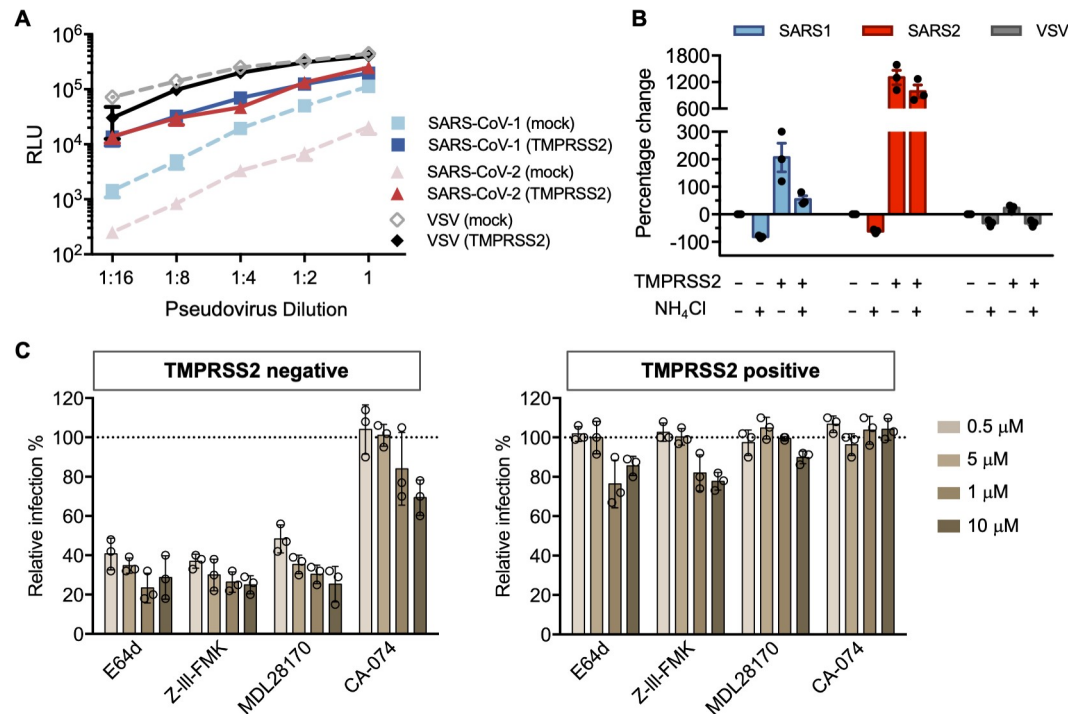 A
RLU
10⁶
10⁵
10⁴
10³
10²
1:16 1:8 1:4 1:2 1
Pseudovirus Dilution
SARS-CoV-1 (mock)
SARS-CoV-1 (TMPRSS2)
SARS-CoV-2 (mock)
SARS-CoV-2 (TMPRSS2)
VSV (mock)
VSV (TMPRSS2)
B
SARS1 SARS2 VSV
Percentage change
1800
1200
600
300
200
100
0
-100
TMPRSS2 – – + + – – + + – – + +
NH₄Cl – + – + – + – + – + – +
C
TMPRSS2 negative
Relative infection %
120
100
80
60
40
20
0
E64d Z-III-FMK MDL28170 CA-074
TMPRSS2 positive
Relative infection %
120
100
80
60
40
20
0
E64d Z-III-FMK MDL28170 CA-074
0.5 μM
5 μM
1 μM
10 μM